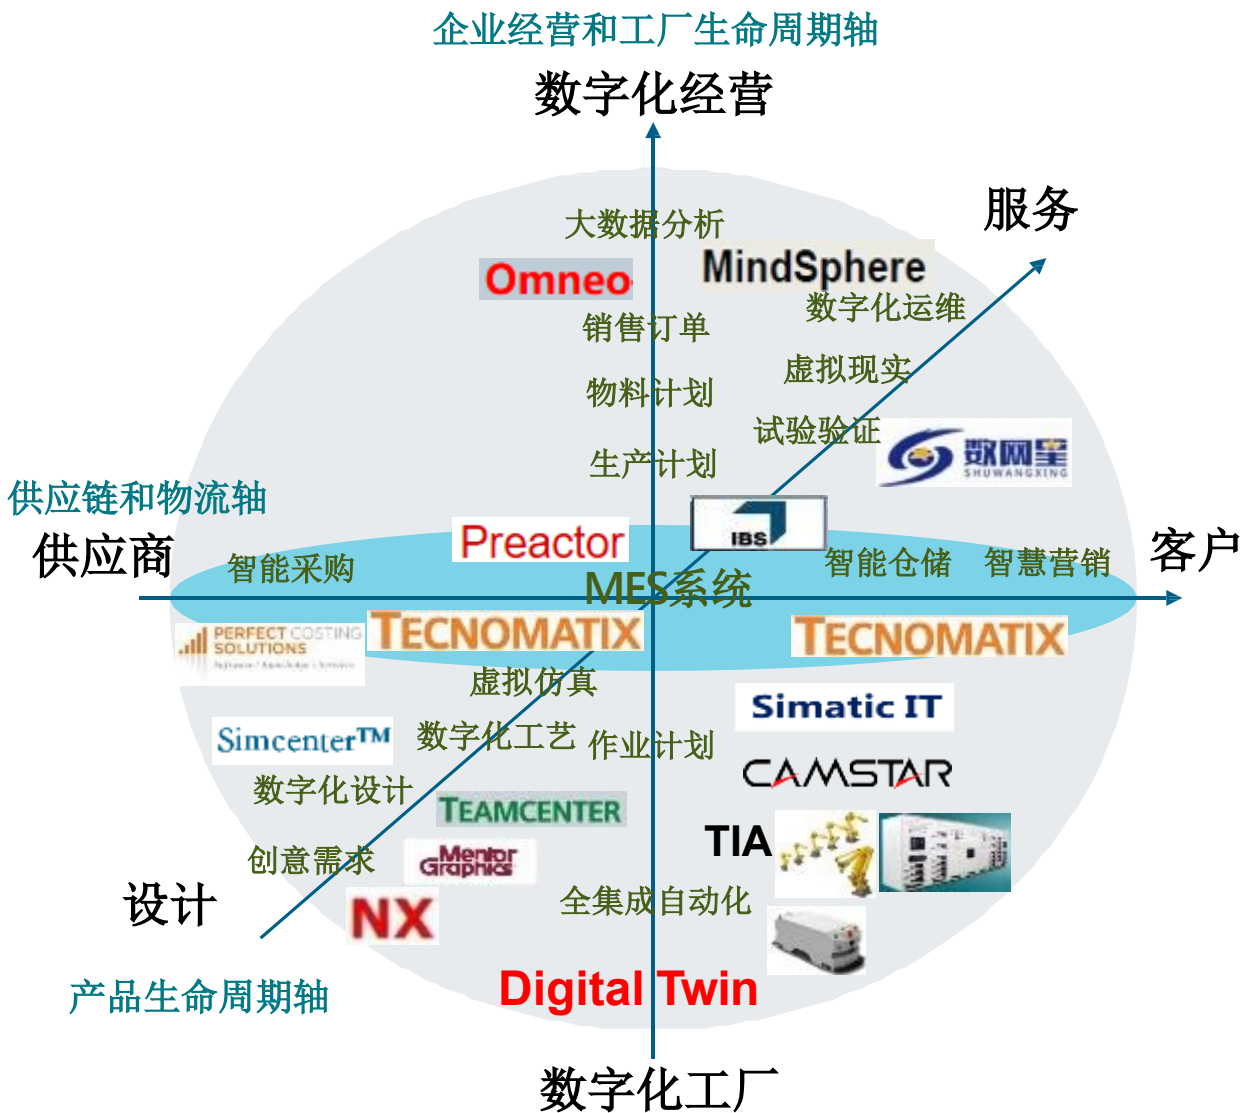 企业经营和工厂生命周期轴
数字化经营
服务
大数据分析
Omneo
MindSphere
数字化运维
销售订单
虚拟现实
物料计划
试验验证
数网星
SHUWANGXING
生产计划
供应链和物流轴
供应商
IBS
Preactor
客户
智能采购
智能仓储
智慧营销
MES系统
PERFECT COSTING
SOLUTIONS
TECNOMATIX
TECNOMATIX
虚拟仿真
Simatic IT
Simcenter™
数字化工艺
作业计划
CAMSTAR
数字化设计
TEAMCENTER
TIA
创意需求
Mentor
Graphics
设计
NX
全集成自动化
Digital Twin
产品生命周期轴
数字化工厂